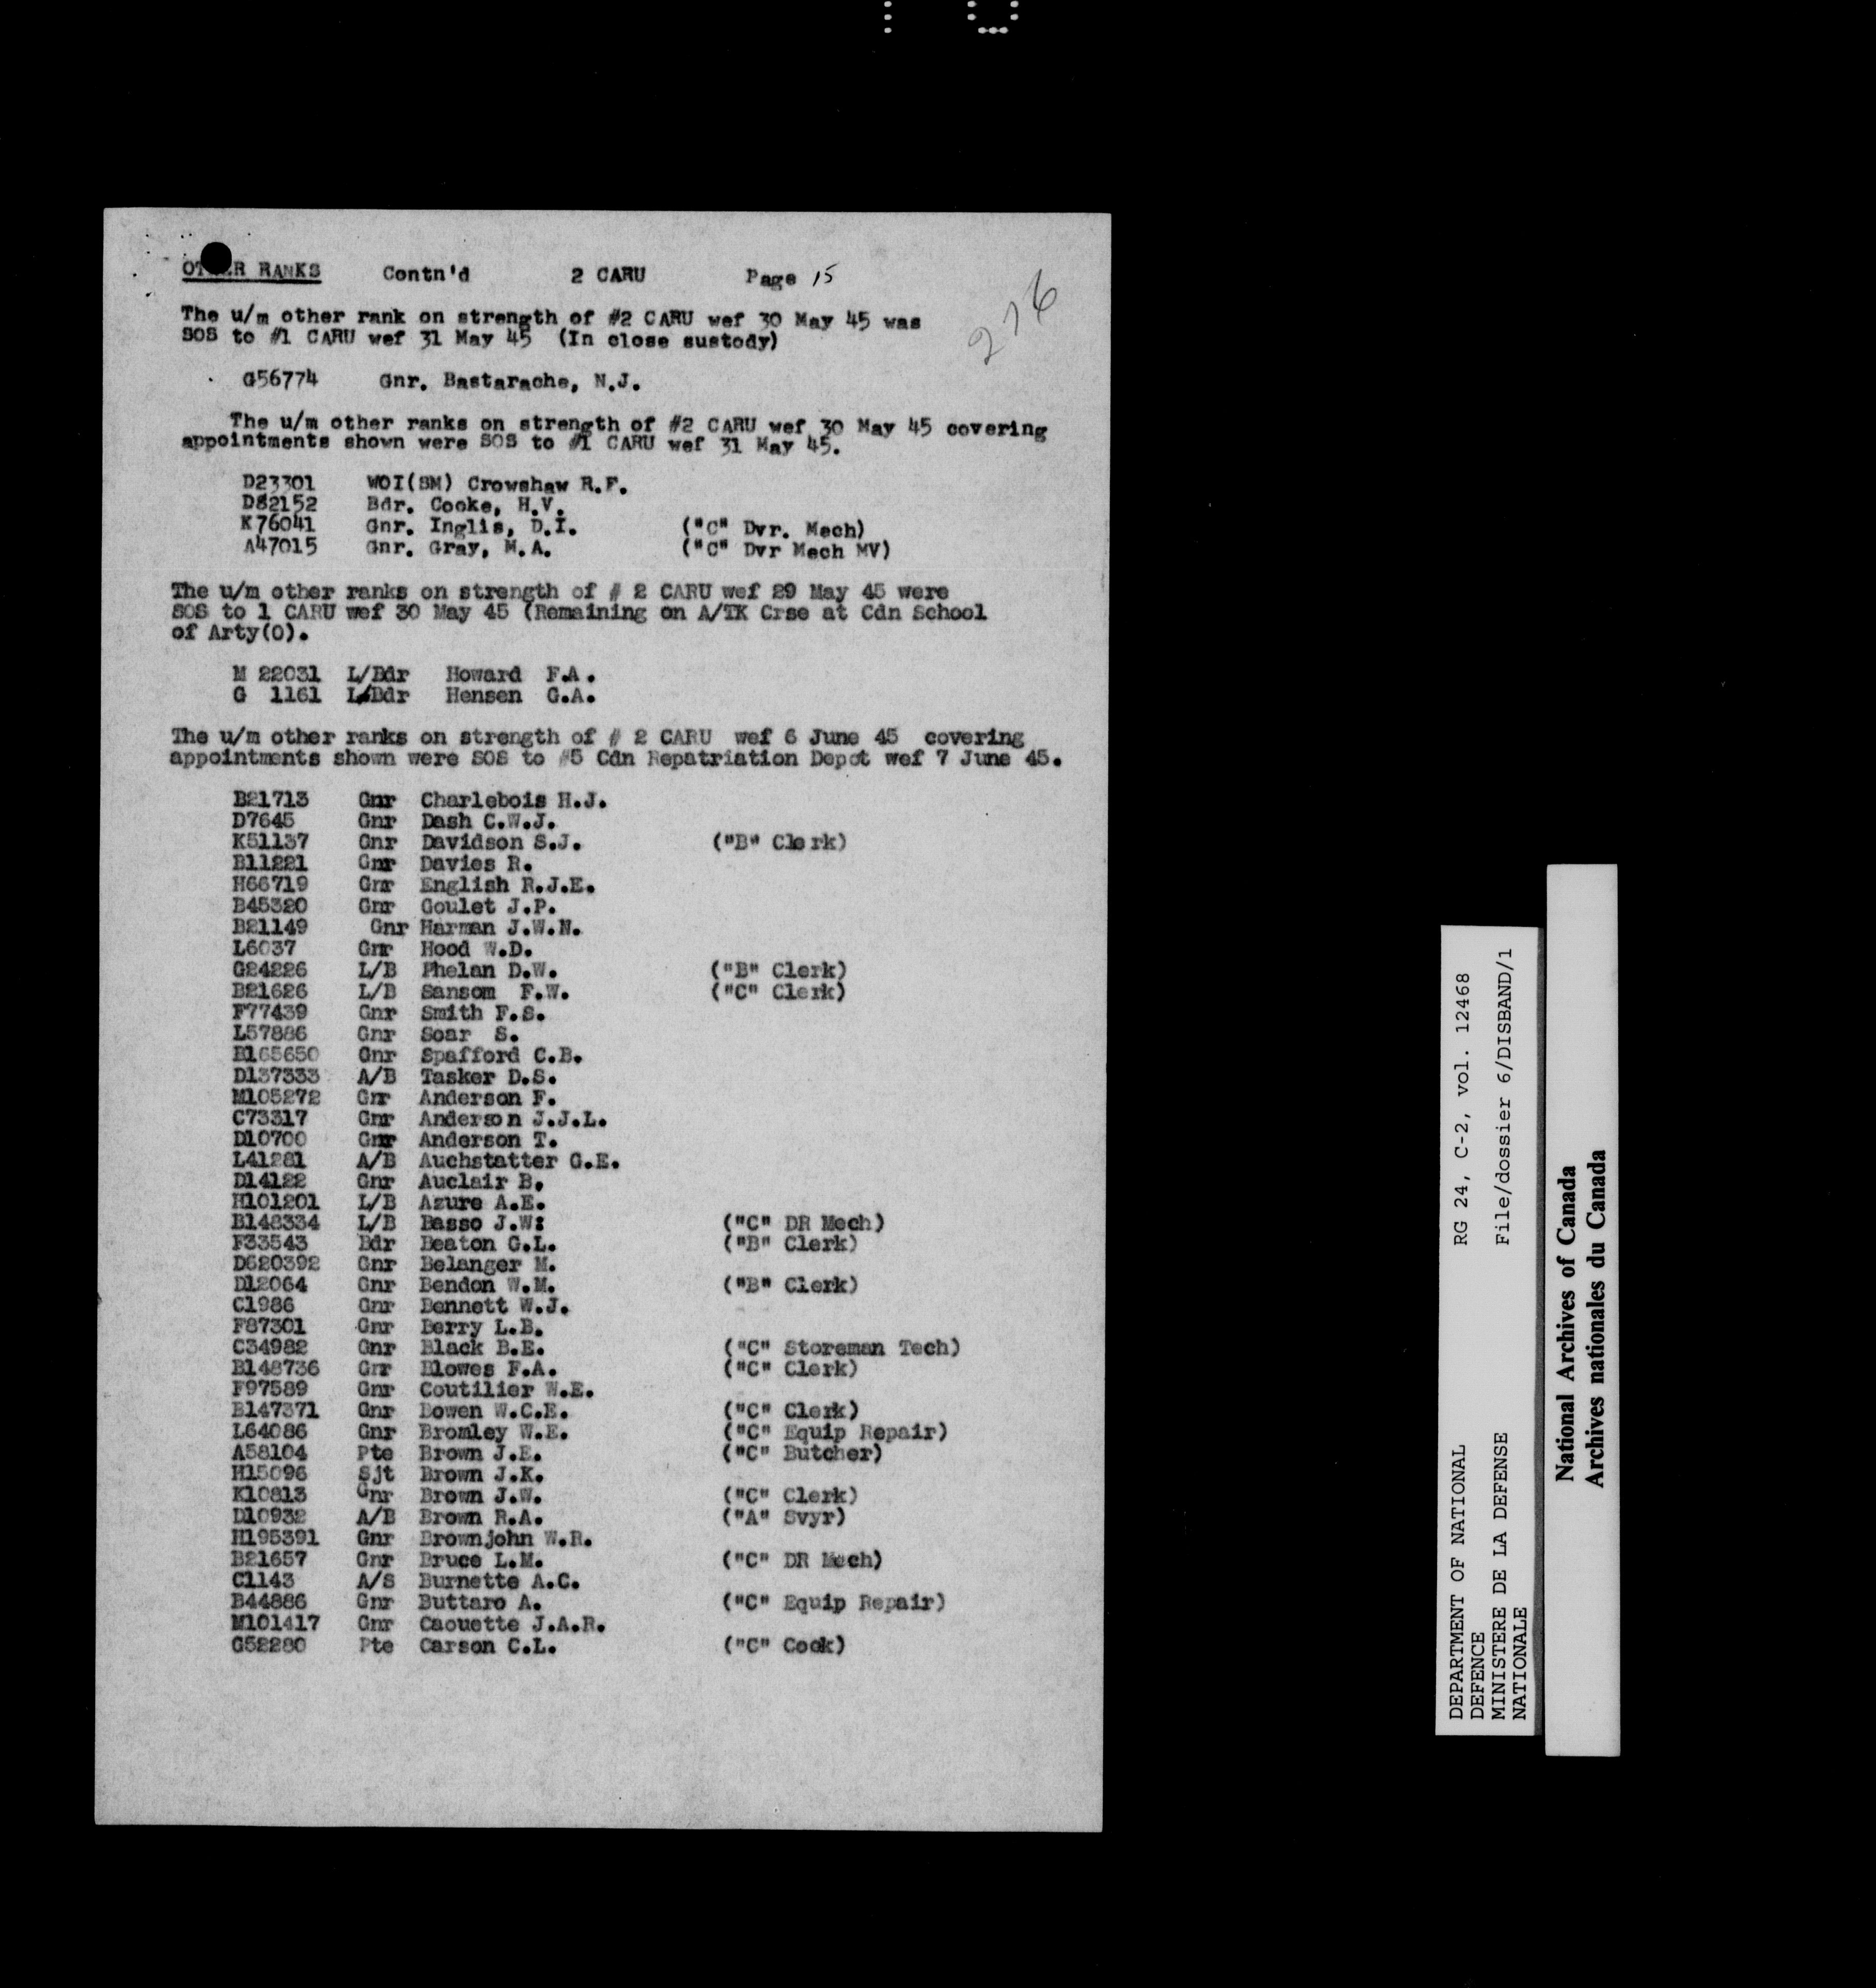 OTHER RANKS Contn'd 2 CARU Page 15
276
The u/m other rank on strength of #2 CARU wef 30 May 45 was
SOS to #1 CARU wef 31 May 45 (In close sustody)
G56774 Gnr. Bastarache, N.J.
The u/m other ranks on strength of #2 CARU wef 30 May 45 covering
appointments shown were SOS to #1 CARU wef 31 May 45.
D23301 WOI(SM) Crowshaw R.F.
D82152 Bdr. Cooke, H.V.
K76041 Gnr. Inglis, D.I. ("C" Dvr. Mech)
A47015 Gnr. Gray, M.A. ("C" Dvr Mech MV)
The u/m other ranks on strength of # 2 CARU wef 29 May 45 were
SOS to 1 CARU wef 30 May 45 (Remaining on A/TK Crse at Cdn School
of Arty(O).
M 22031 L/Bdr Howard F.A.
G 1161 L/Bdr Hensen G.A.
The u/m other ranks on strength of # 2 CARU wef 6 June 45 covering
appointments shown were SOS to #5 Cdn Repatriation Depot wef 7 June 45.
B21713 Gnr Charlebois H.J.
D7645 Gnr Dash C.W.J.
K51137 Gnr Davidson S.J. ("B" Clerk)
B11221 Gnr Davies R.
H66719 Gnr English R.J.E.
B45320 Gnr Goulet J.P.
B21149 Gnr Harman J.W.N.
L6037 Gnr Hood W.D.
G24226 L/B Phelan D.W. ("B" Clerk)
B21626 L/B Sansom F.W. ("C" Clerk)
F77439 Gnr Smith F.S.
L57886 Gnr Soar S.
B165650 Gnr Spafford C.B.
D137333 A/B Tasker D.S.
M105272 Gnr Anderson F.
C73317 Gnr Anderson J.J.L.
D10700 Gnr Anderson T.
L41281 A/B Auchstatter G.E.
D14122 Gnr Auclair B.
H101201 L/B Azure A.E.
B148334 L/B Basso J.W: ("C" DR Mech)
F33543 Bdr Beaton G.L. ("B" Clerk)
D620392 Gnr Belanger M.
D12064 Gnr Bendon W.M. ("B" Clerk)
C1986 Gnr Bennett W.J.
F87301 Gnr Berry L.B.
C34982 Gnr Black B.E. ("C" Storeman Tech)
B148736 Gnr Blowes F.A. ("C" Clerk)
F97589 Gnr Coutilier W.E.
B147371 Gnr Bowen W.C.E. ("C" Clerk)
L64086 Gnr Bromley W.E. ("C" Equip Repair)
A58104 Pte Brown J.E. ("C" Butcher)
H15096 Sjt Brown J.K.
K10813 Gnr Brown J.W. ("C" Clerk)
D10932 A/B Brown R.A. ("A" Svyr)
H195391 Gnr Brownjohn W.R.
B21657 Gnr Bruce L.M. ("C" DR Mech)
C1143 A/S Burnette A.C.
B44886 Gnr Buttaro A. ("C" Equip Repair)
M101417 Gnr Caouette J.A.R.
G52280 Pte Carson C.L. ("C" Cook)
DEPARTMENT OF NATIONAL RG 24, C-2, vol. 12468
DEFENCE
MINISTERE DE LA DEFENSE File/dossier 6/DISBAND/1
NATIONALE
National Archives of Canada
Archives nationales du Canada